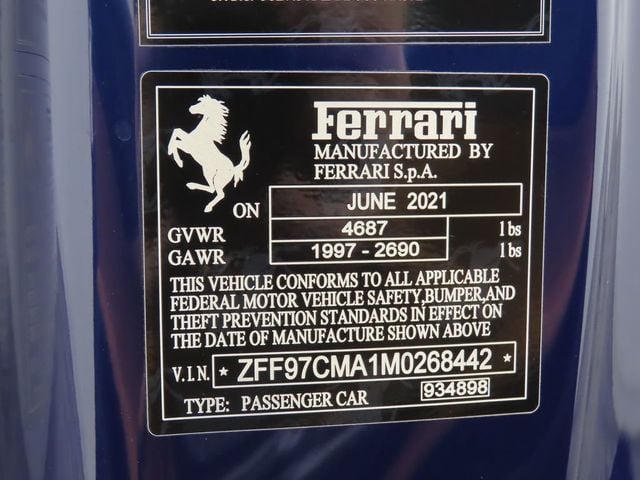 Ferrari
MANUFACTURED BY
FERRARI S.p.A.
ON JUNE 2021
GVWR 4687 lbs
GAWR 1997 - 2690 lbs
THIS VEHICLE CONFORMS TO ALL APPLICABLE
FEDERAL MOTOR VEHICLE SAFETY,BUMPER,AND
THEFT PREVENTION STANDARDS IN EFFECT ON
THE DATE OF MANUFACTURE SHOWN ABOVE
V.I.N. * ZFF97CMA1M0268442 *
TYPE: PASSENGER CAR 934898